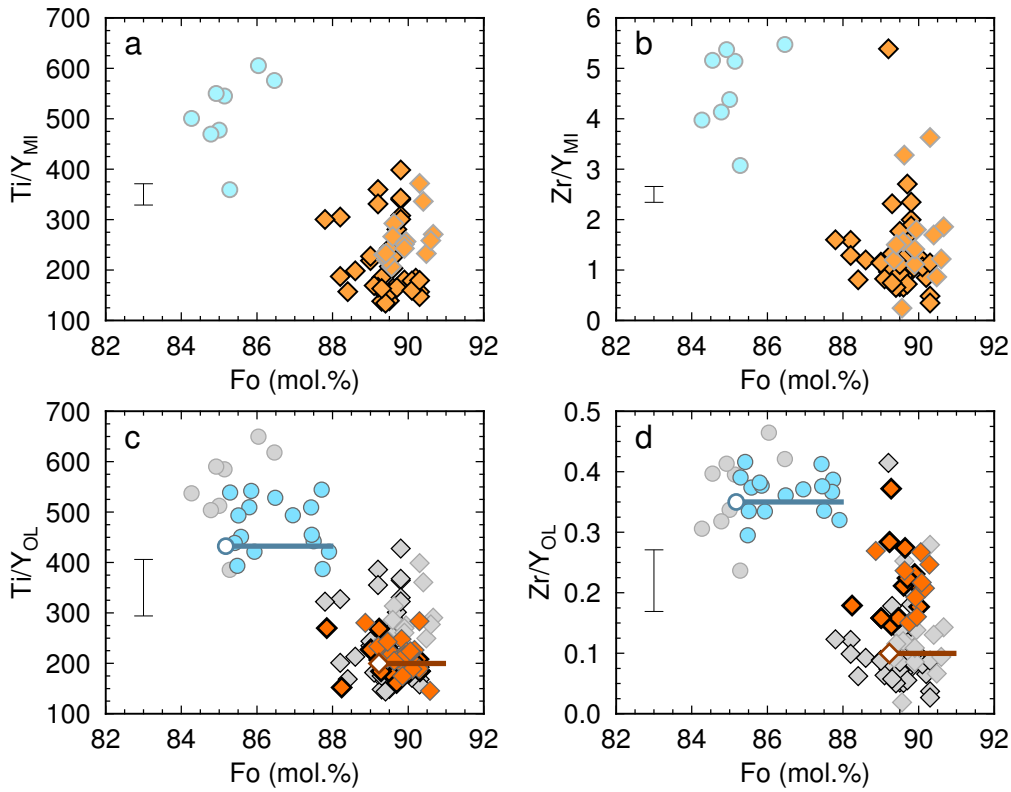 a
700
600
500
400
300
200
100
Ti/Y_MI
82 84 86 88 90 92
Fo (mol.%)
b
6
5
4
3
2
1
0
Zr/Y_MI
82 84 86 88 90 92
Fo (mol.%)
c
700
600
500
400
300
200
100
Ti/Y_OL
82 84 86 88 90 92
Fo (mol.%)
d
0.5
0.4
0.3
0.2
0.1
0.0
Zr/Y_OL
82 84 86 88 90 92
Fo (mol.%)